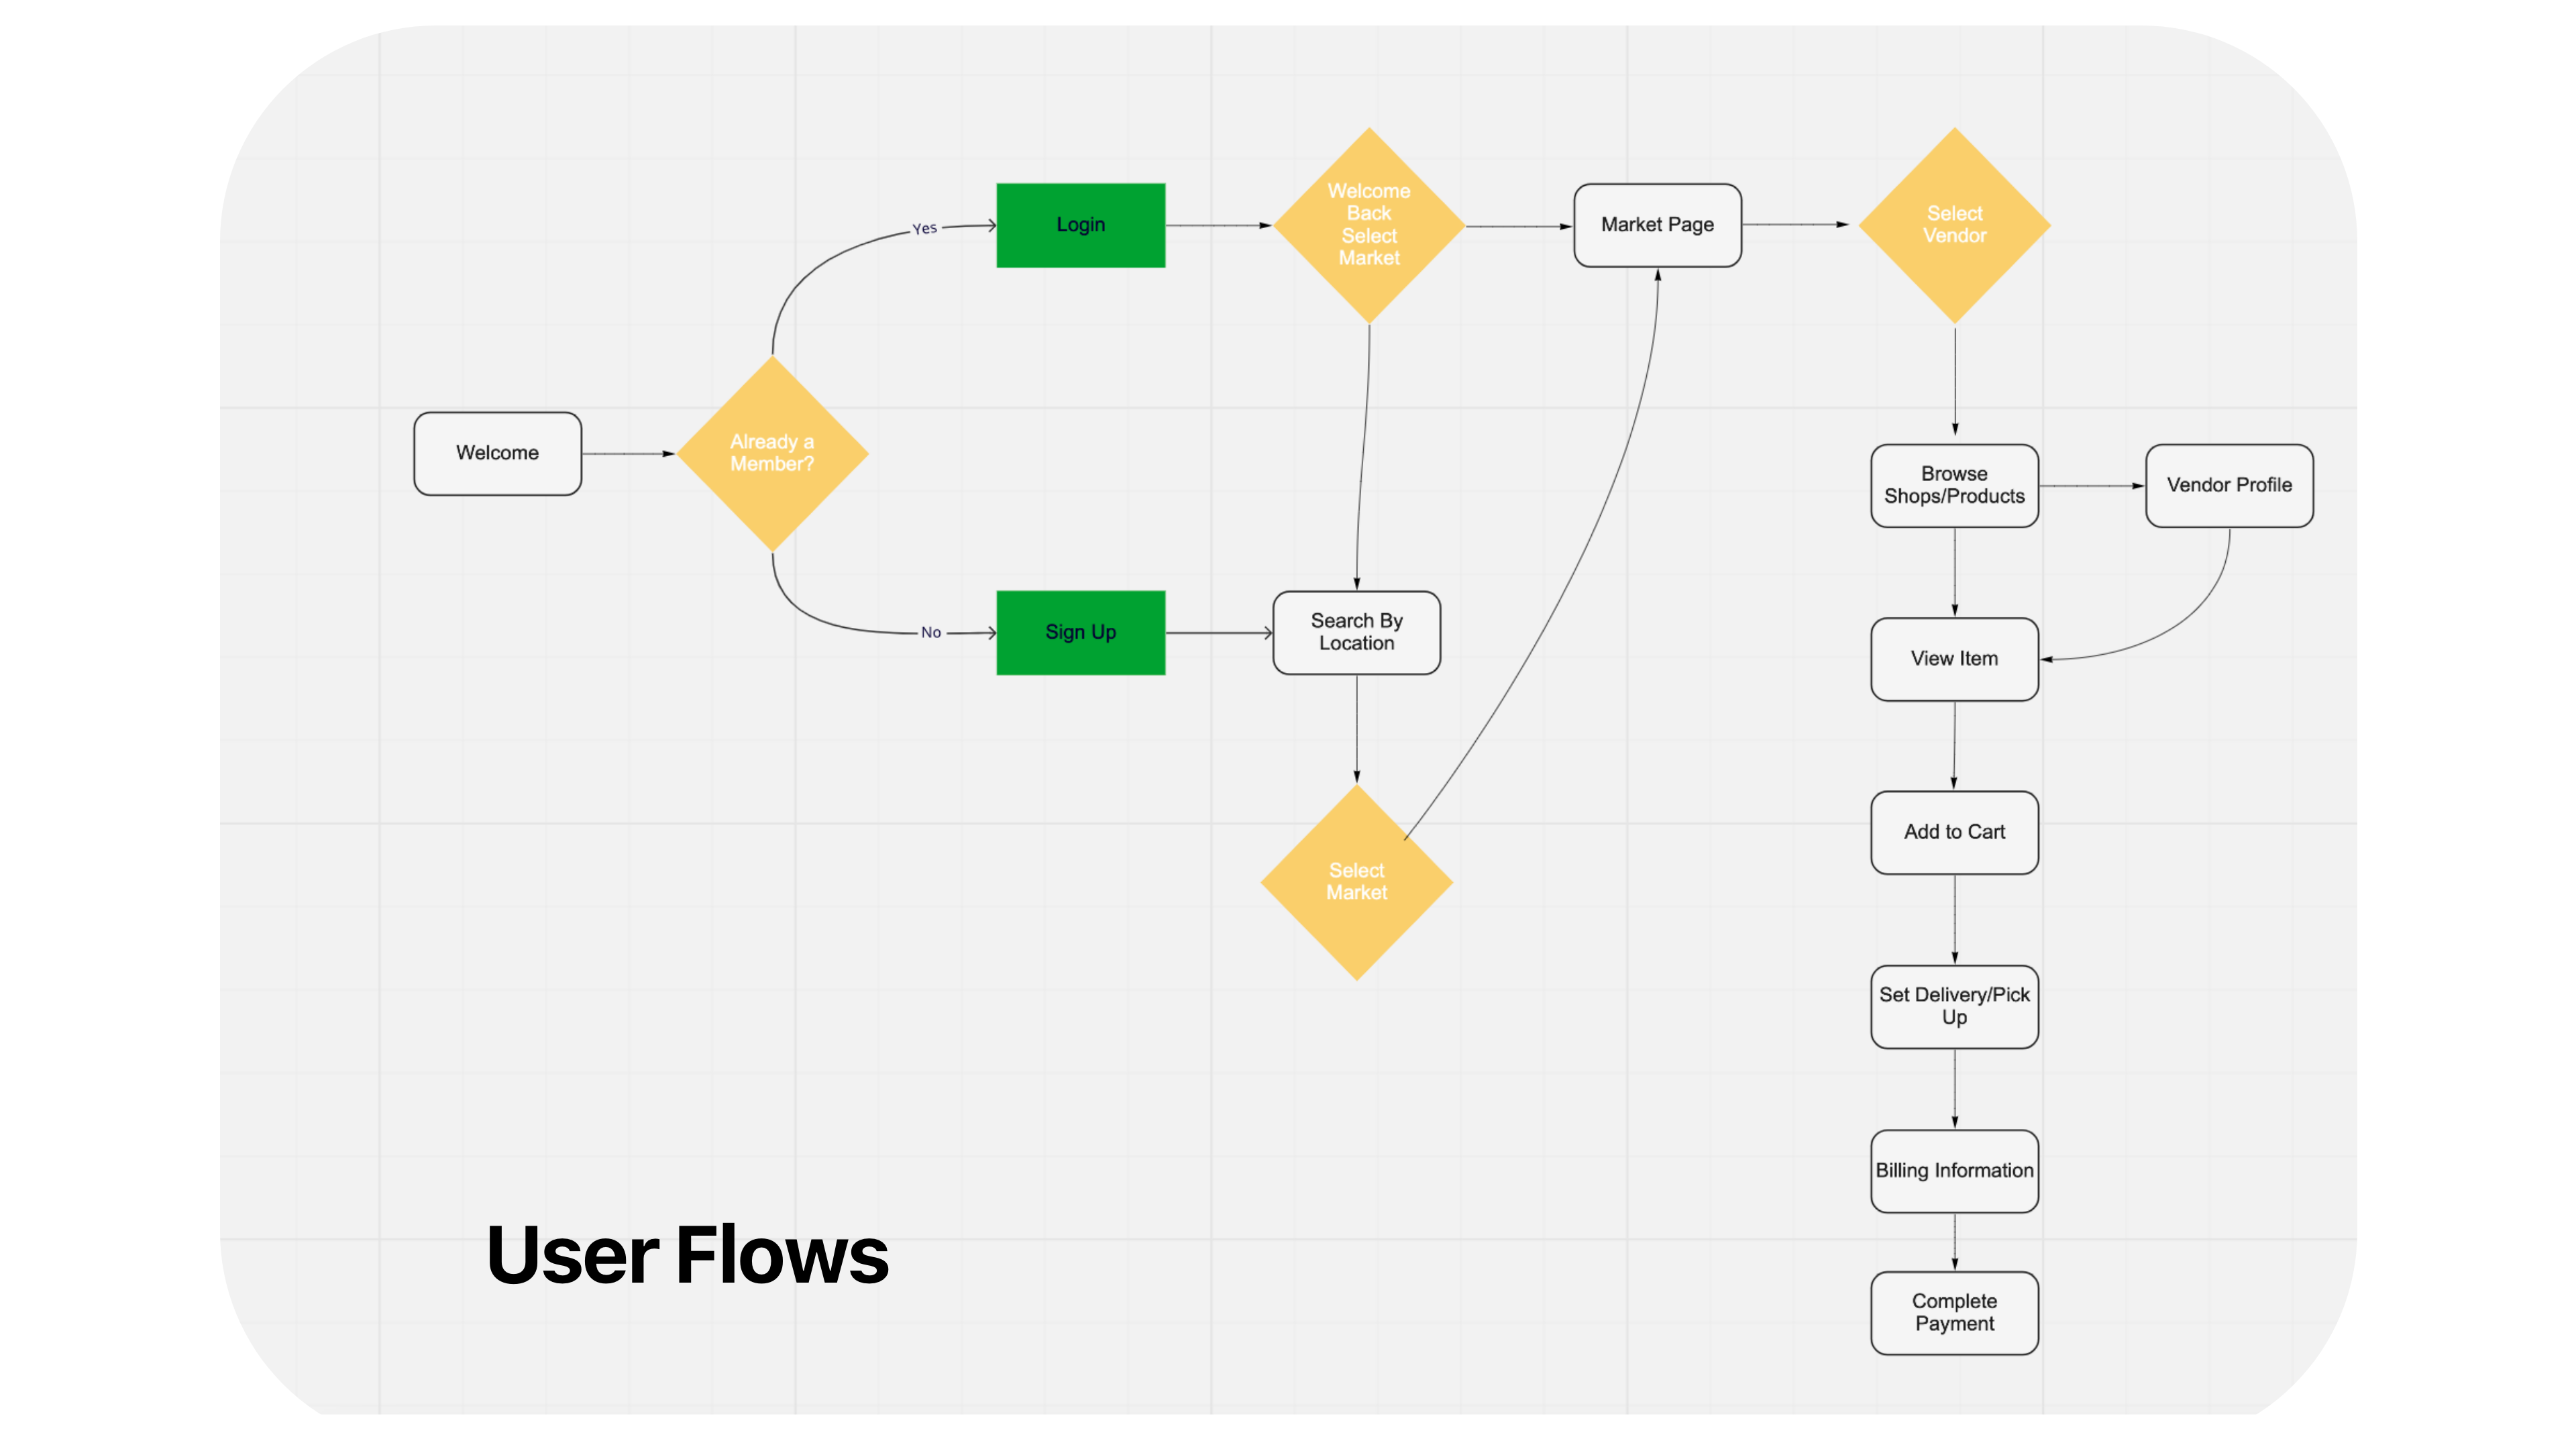 Welcome
Already a
Member?
Yes
No
Login
Sign Up
Welcome
Back
Select
Market
Search By
Location
Select
Market
Market Page
Select
Vendor
Browse
Shops/Products
Vendor Profile
View Item
Add to Cart
Set Delivery/Pick
Up
Billing Information
Complete
Payment
User Flows